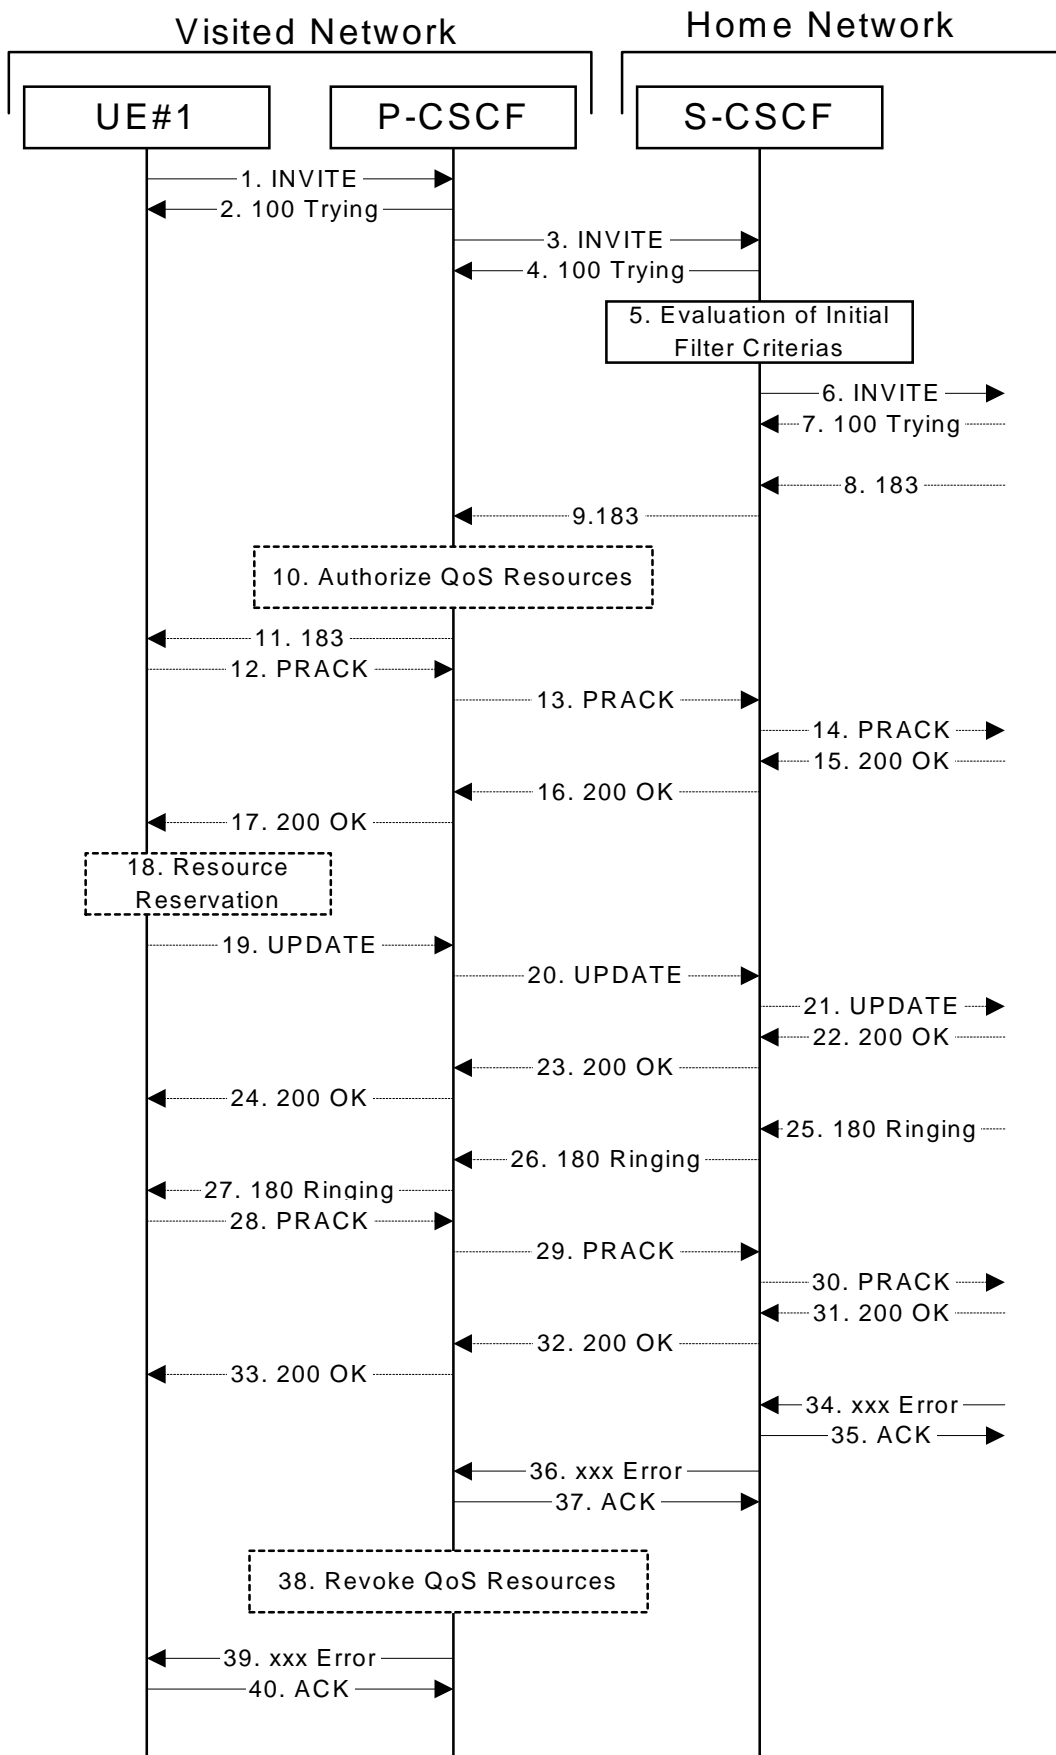 Visited Network
Home Network
UE#1
P-CSCF
S-CSCF
1. INVITE
2. 100 Trying
3. INVITE
4. 100 Trying
5. Evaluation of Initial
Filter Criterias
6. INVITE
7. 100 Trying
8. 183
9.183
10. Authorize QoS Resources
11. 183
12. PRACK
13. PRACK
14. PRACK
15. 200 OK
16. 200 OK
17. 200 OK
18. Resource
Reservation
19. UPDATE
20. UPDATE
21. UPDATE
22. 200 OK
23. 200 OK
24. 200 OK
25. 180 Ringing
26. 180 Ringing
27. 180 Ringing
28. PRACK
29. PRACK
30. PRACK
31. 200 OK
32. 200 OK
33. 200 OK
34. xxx Error
35. ACK
36. xxx Error
37. ACK
38. Revoke QoS Resources
39. xxx Error
40. ACK